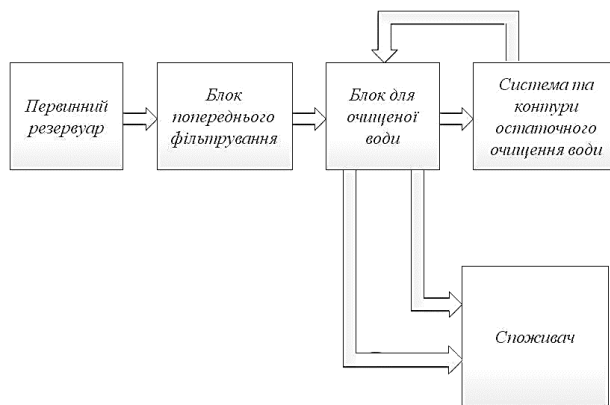 Первинний
резервуар
Блок
попереднього
фільтрування
Блок для
очищеної
води
Система та
контури
остаточного
очищення води
Споживач